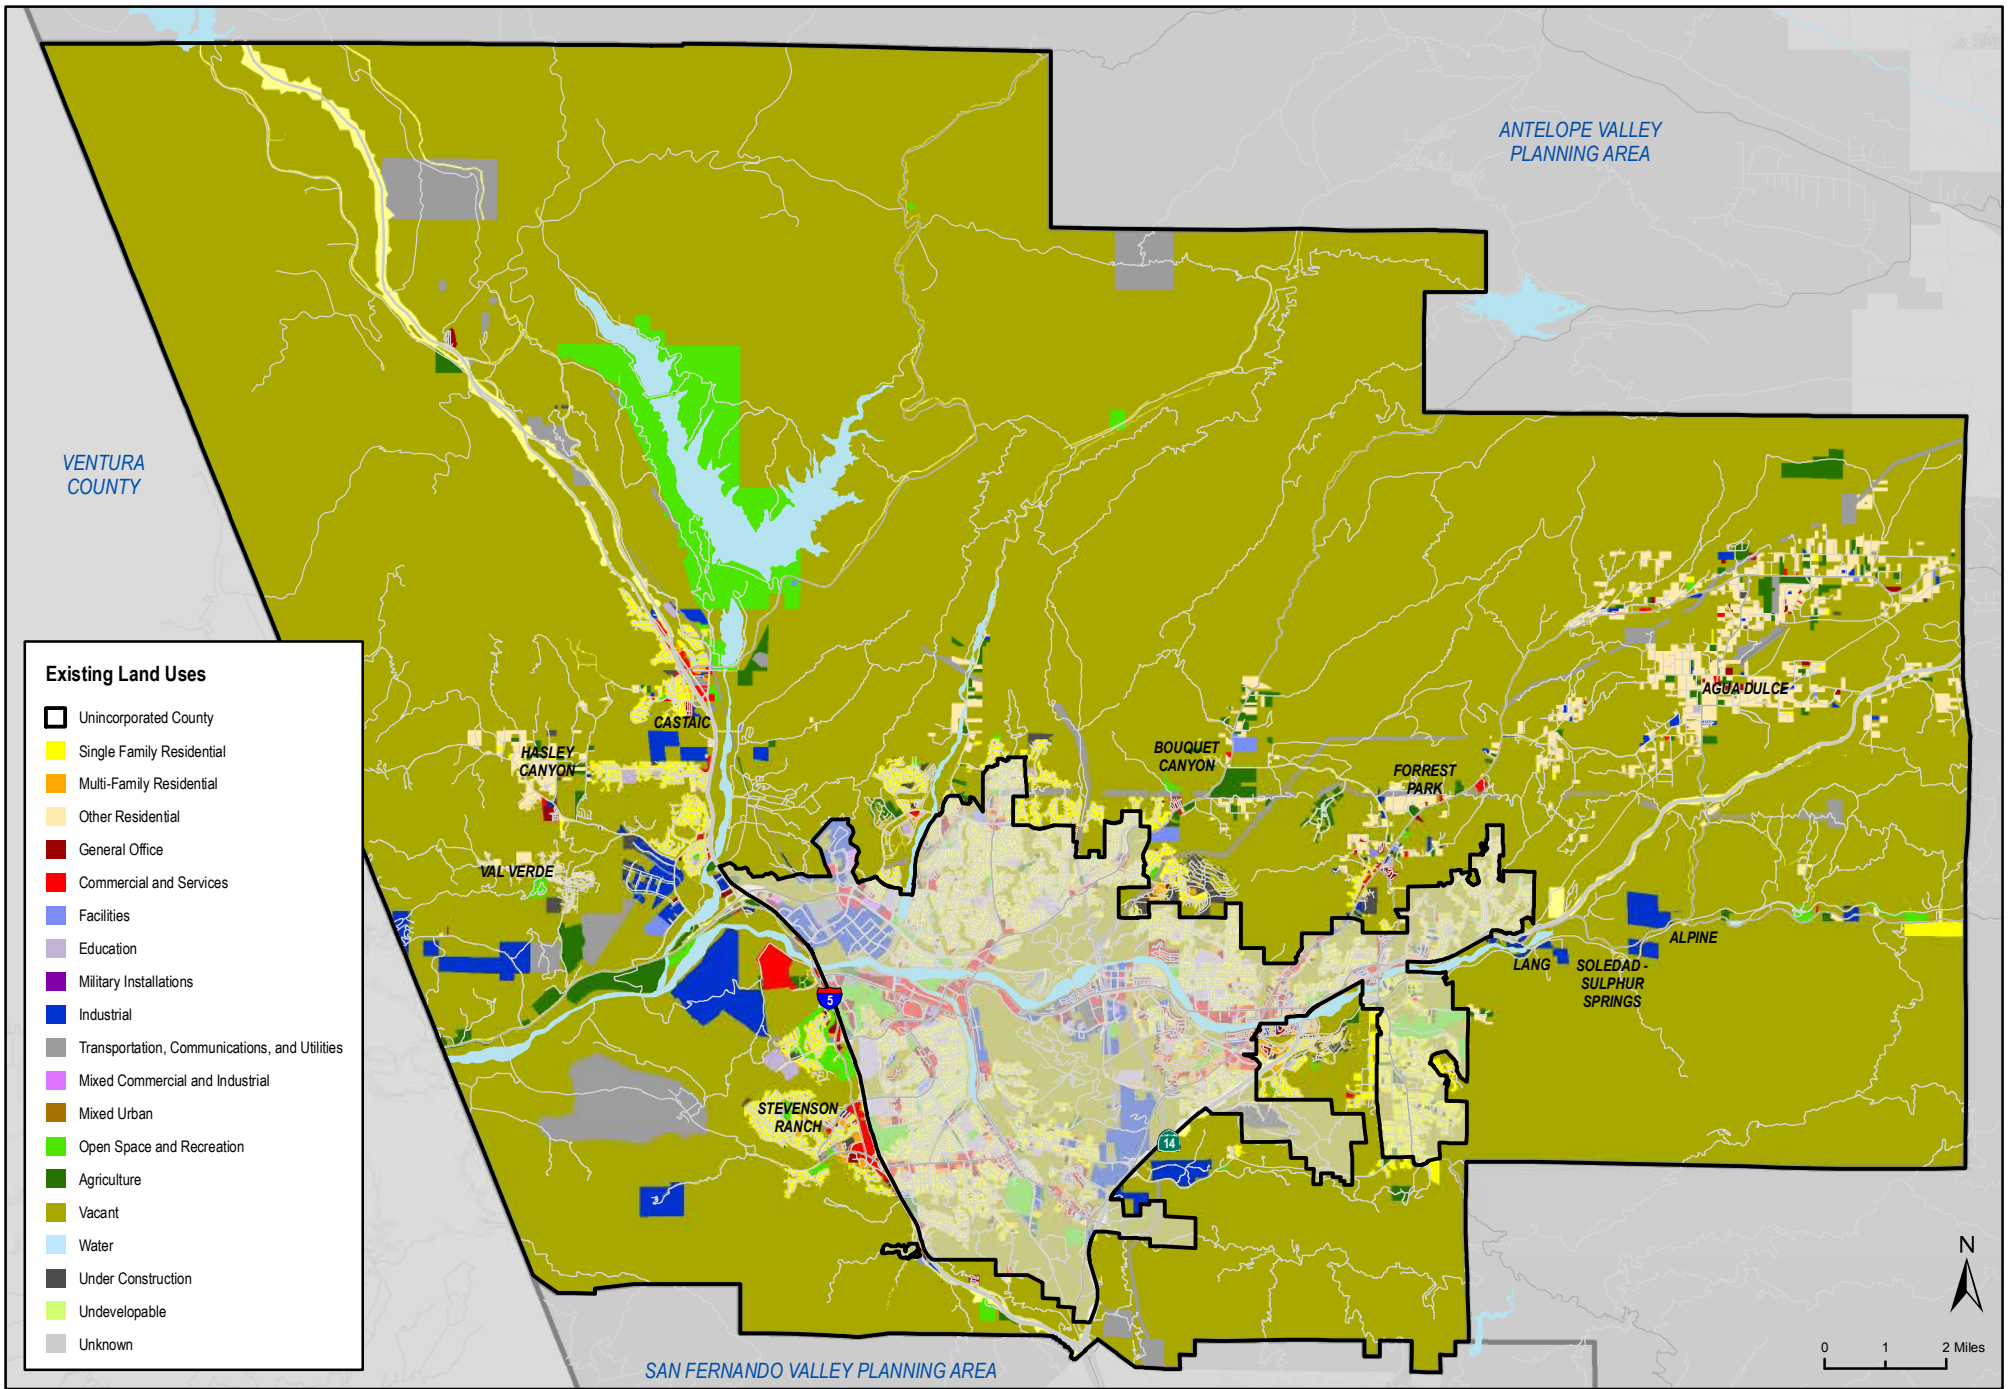 ANTELOPE VALLEY
PLANNING AREA
VENTURA
COUNTY
CASTAIC
HASLEY
CANYON
VAL VERDE
BOUQUET
CANYON
FORREST
PARK
AGUA DULCE
ALPINE
LANG
SOLEDAD -
SULPHUR
SPRINGS
5
STEVENSON
RANCH
14
SAN FERNANDO VALLEY PLANNING AREA
Existing Land Uses
Unincorporated County
Single Family Residential
Multi-Family Residential
Other Residential
General Office
Commercial and Services
Facilities
Education
Military Installations
Industrial
Transportation, Communications, and Utilities
Mixed Commercial and Industrial
Mixed Urban
Open Space and Recreation
Agriculture
Vacant
Water
Under Construction
Undevelopable
Unknown
N
0 1 2 Miles